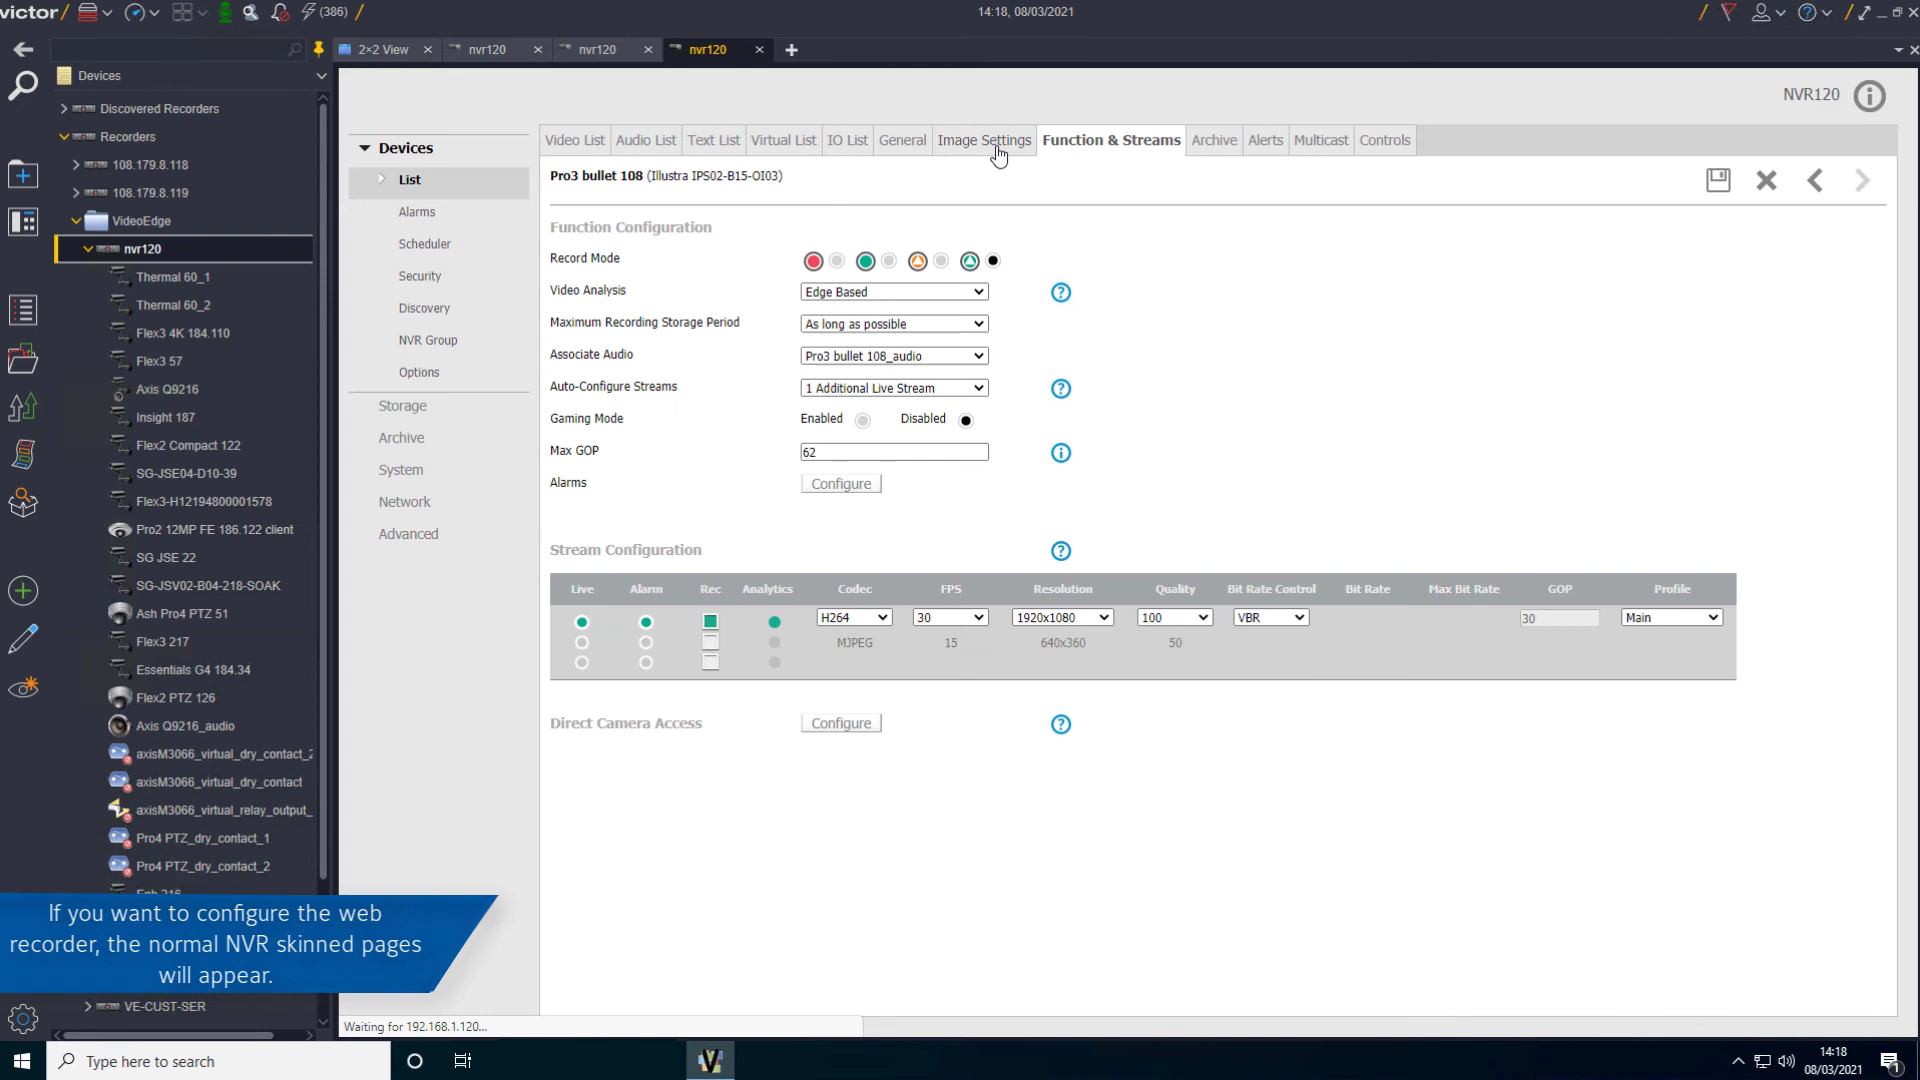 victor/ (386) / 14:18, 08/03/2021
2×2 View nvr120 nvr120 nvr120
Devices
Discovered Recorders
Recorders
108.179.8.118
108.179.8.119
VideoEdge
nvr120
Thermal 60_1
Thermal 60_2
Flex3 4K 184.110
Flex3 57
Axis Q9216
Insight 187
Flex2 Compact 122
SG-JSE04-D10-39
Flex3-H12194800001578
Pro2 12MP FE 186.122 client
SG JSE 22
SG-JSV02-B04-218-SOAK
Ash Pro4 PTZ 51
Flex3 217
Essentials G4 184.34
Flex2 PTZ 126
Axis Q9216_audio
axisM3066_virtual_dry_contact_2
axisM3066_virtual_dry_contact
axisM3066_virtual_relay_output_
Pro4 PTZ_dry_contact_1
Pro4 PTZ_dry_contact_2
If you want to configure the web
recorder, the normal NVR skinned pages
will appear.
VE-CUST-SER
NVR120
Devices
List
Alarms
Scheduler
Security
Discovery
NVR Group
Options
Storage
Archive
System
Network
Advanced
Video List Audio List Text List Virtual List IO List General Image Settings Function & Streams Archive Alerts Multicast Controls
Pro3 bullet 108 (Illustra IPS02-B15-OI03)
Function Configuration
Record Mode
Video Analysis Edge Based
Maximum Recording Storage Period As long as possible
Associate Audio Pro3 bullet 108_audio
Auto-Configure Streams 1 Additional Live Stream
Gaming Mode Enabled Disabled
Max GOP 62
Alarms Configure
Stream Configuration
Live Alarm Rec Analytics Codec FPS Resolution Quality Bit Rate Control Bit Rate Max Bit Rate GOP Profile
H264 30 1920x1080 100 VBR 30 Main
MJPEG 15 640x360 50
Direct Camera Access Configure
Waiting for 192.168.1.120...
Type here to search
14:18
08/03/2021
1